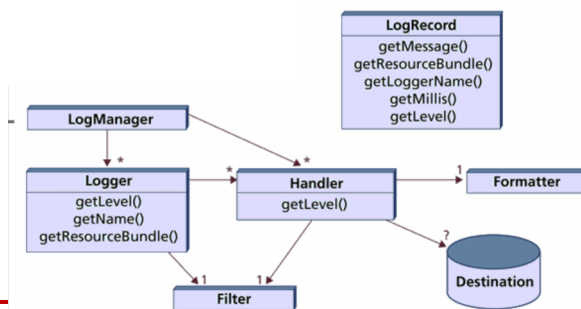 LogRecord
getMessage()
getResourceBundle()
getLoggerName()
getMillis()
getLevel()
LogManager
*
*
Logger
getLevel()
getName()
getResourceBundle()
*
Handler
getLevel()
1
Formatter
?
Destination
1
1
Filter